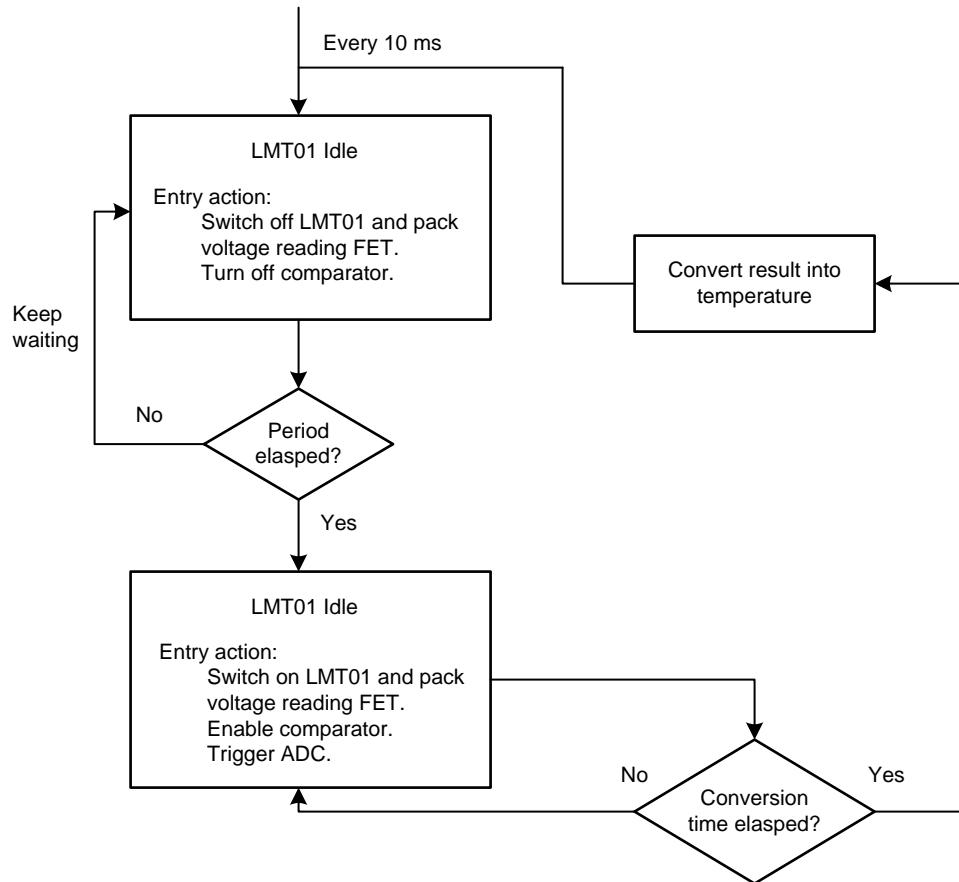 Every 10 ms
LMT01 Idle
Entry action:
Switch off LMT01 and pack
voltage reading FET.
Turn off comparator.
Convert result into
temperature
Keep
waiting
No
Period
elasped?
Yes
LMT01 Idle
Entry action:
Switch on LMT01 and pack
voltage reading FET.
Enable comparator.
Trigger ADC.
No
Yes
Conversion
time elasped?